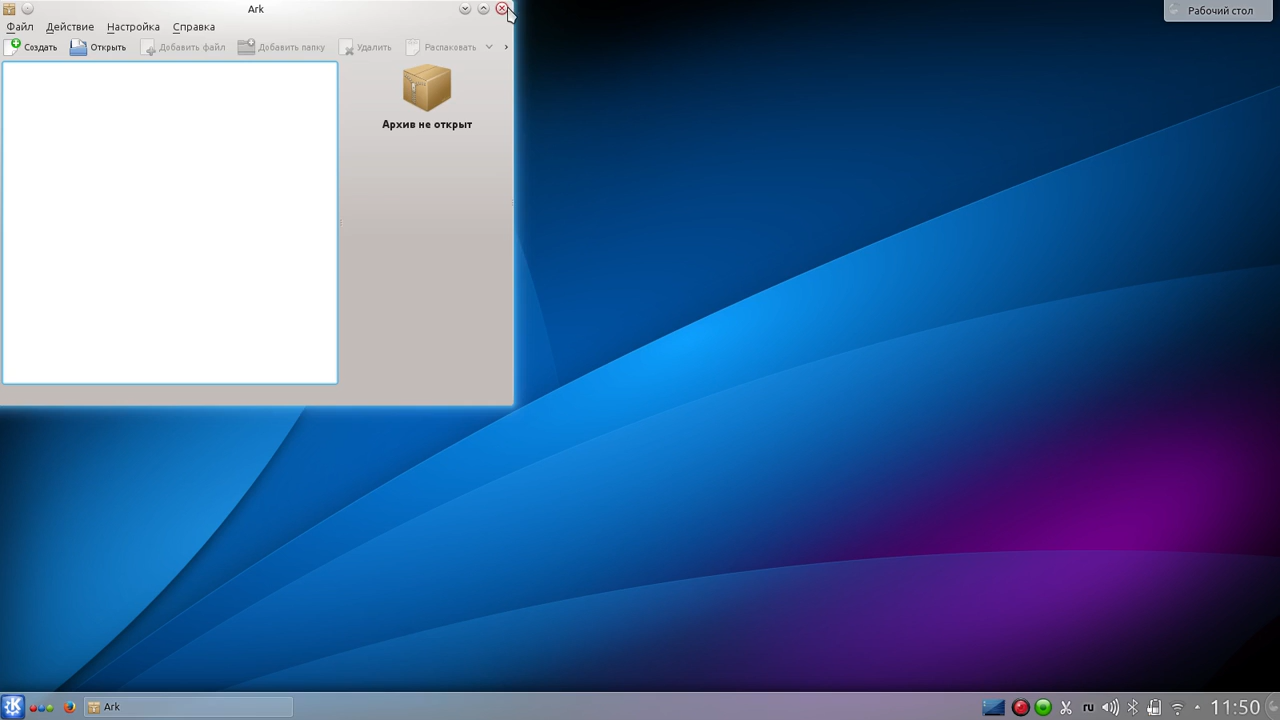 Ark
Файл Действие Настройка Справка
Создать Открыть Добавить файл Добавить папку Удалить Распаковать
Архив не открыт
Рабочий стол
Ark
ru
11:50